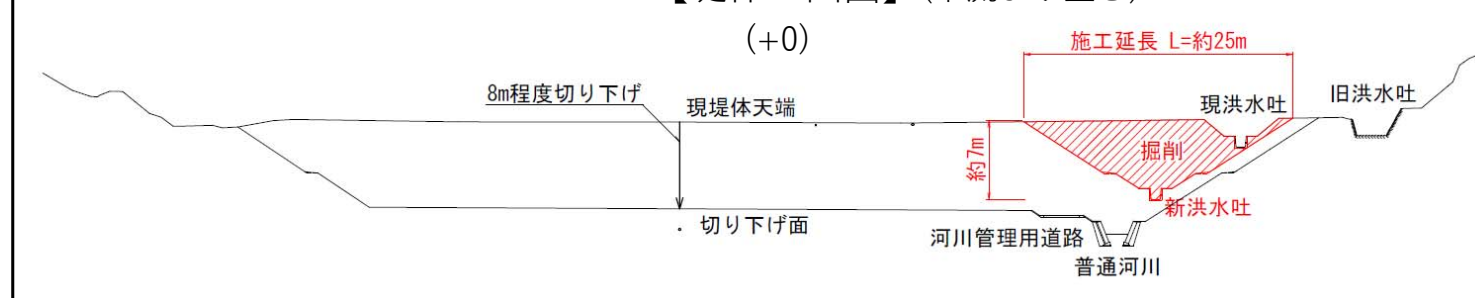 (+0)
施工延長 L=約25m
8m程度切り下げ
現堤体天端
現洪水吐
旧洪水吐
約7m
掘削
新洪水吐
切り下げ面
河川管理用道路
普通河川